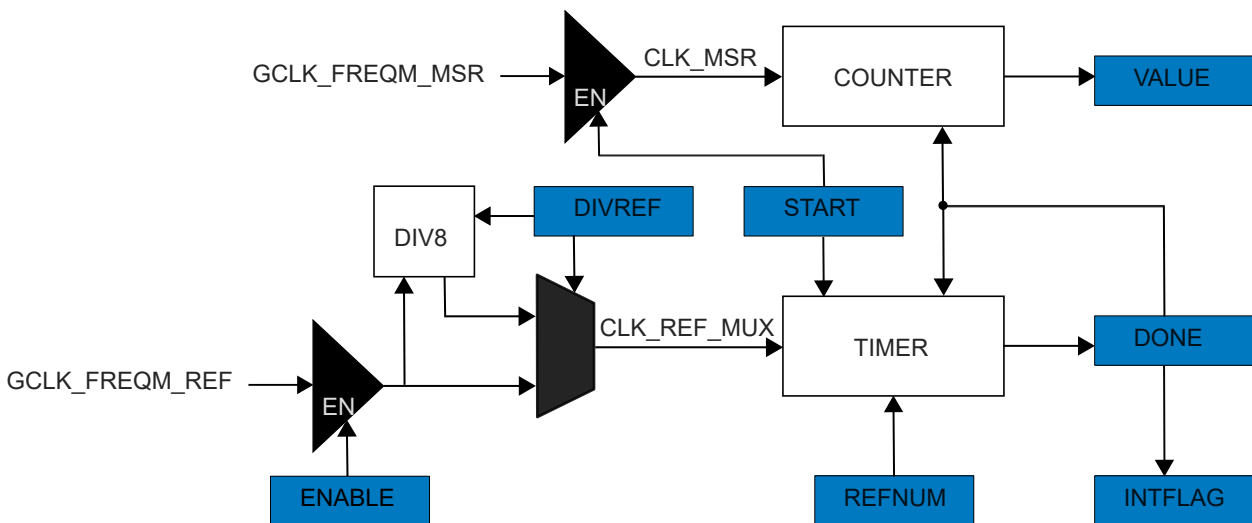 GCLK_FREQM_MSR
CLK_MSR
EN
COUNTER
VALUE
DIVREF
START
DIV8
CLK_REF_MUX
TIMER
DONE
GCLK_FREQM_REF
EN
ENABLE
REFNUM
INTFLAG